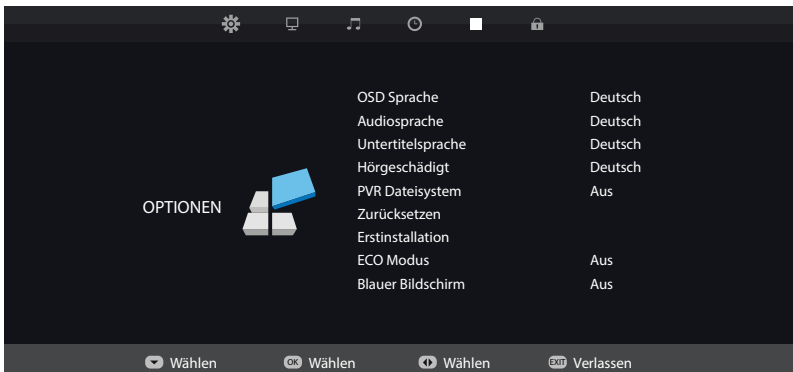 OSD Sprache Deutsch
Audiosprache Deutsch
Untertitelsprache Deutsch
Hörgeschädigt Deutsch
PVR Dateisystem Aus
OPTIONEN
Zurücksetzen
Erstinstallation
ECO Modus Aus
Blauer Bildschirm Aus
Wählen OK Wählen Wählen EXIT Verlassen